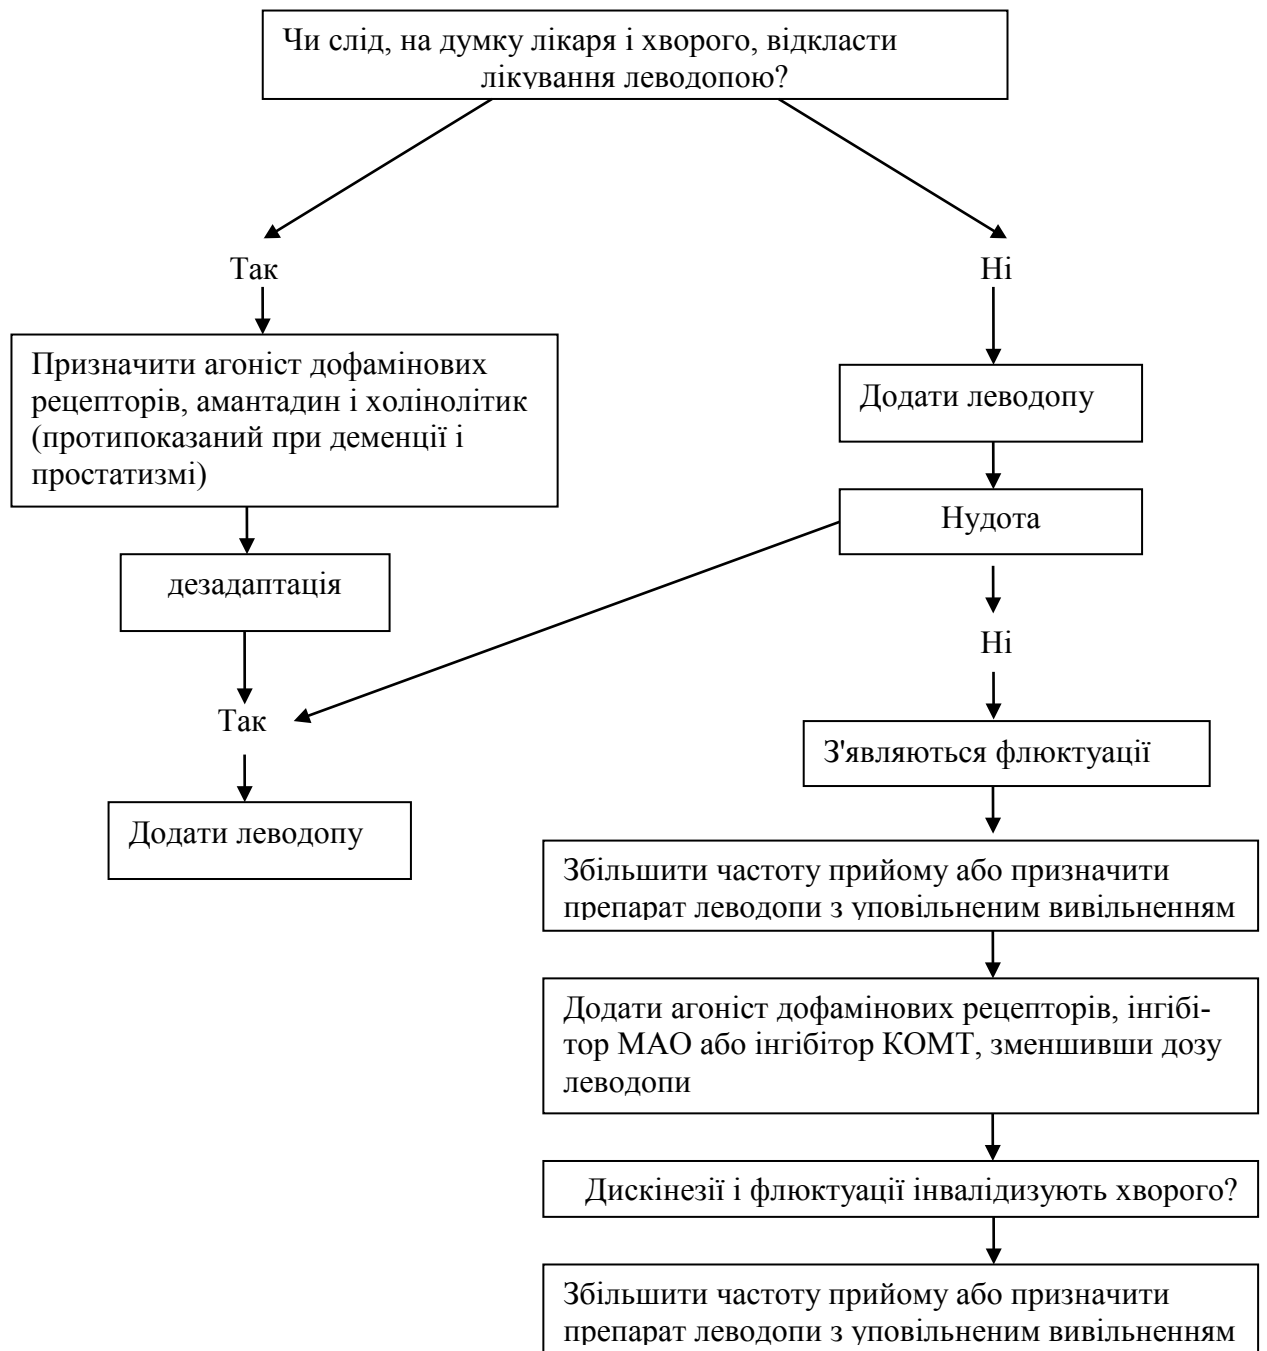 Чи слід, на думку лікаря і хворого, відкласти
лікування леводопою?
Так
Ні
Призначити агоніст дофамінових
рецепторів, амантадин і холінолітик
(протипоказаний при деменції і
простатизмі)
Додати леводопу
Нудота
дезадаптація
Ні
Так
З'являються флюктуації
Додати леводопу
Збільшити частоту прийому або призначити
препарат леводопи з уповільненим вивільненням
Додати агоніст дофамінових рецепторів, інгібі-
тор МАО або інгібітор КОМТ, зменшивши дозу
леводопи
Дискінезії і флюктуації інвалідизують хворого?
Збільшити частоту прийому або призначити
препарат леводопи з уповільненим вивільненням